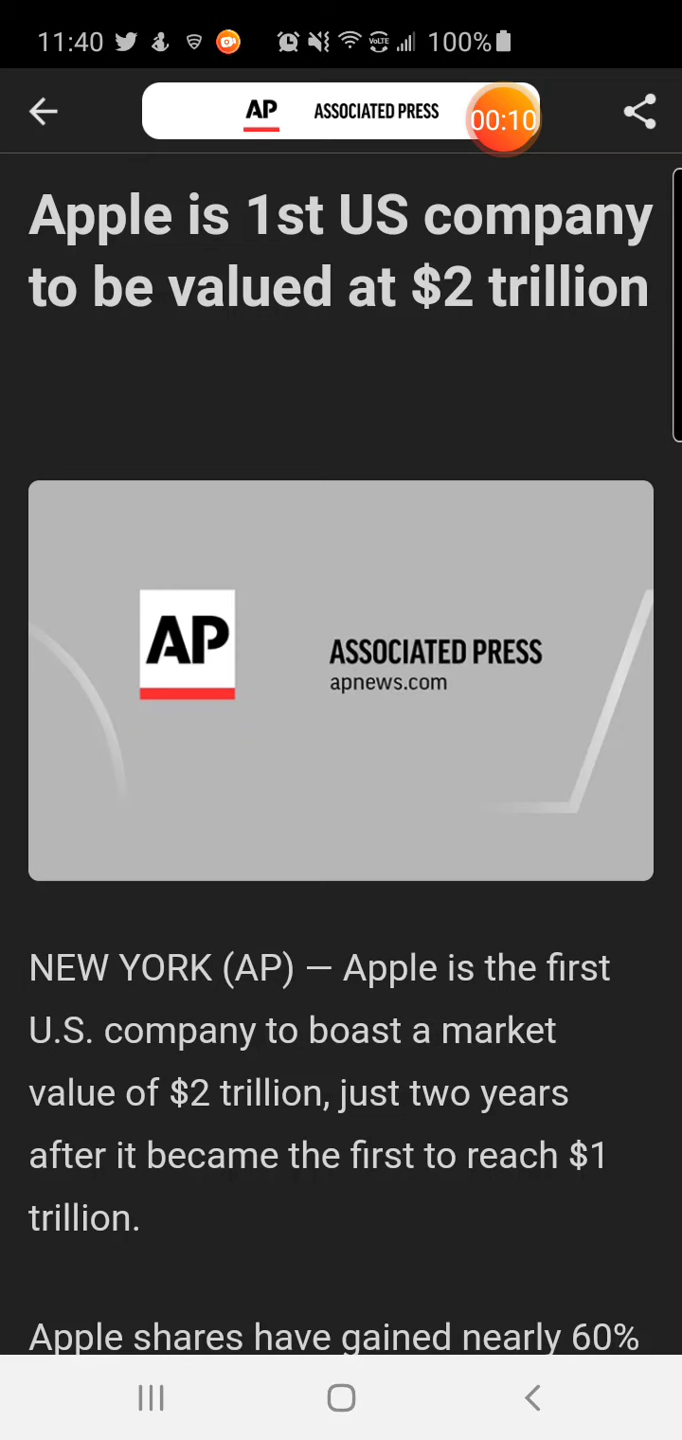 11:40 VoLTE 100%
AP ASSOCIATED PRESS 00:10
Apple is 1st US company
to be valued at $2 trillion
AP ASSOCIATED PRESS
apnews.com
NEW YORK (AP) — Apple is the first
U.S. company to boast a market
value of $2 trillion, just two years
after it became the first to reach $1
trillion.
Apple shares have gained nearly 60%